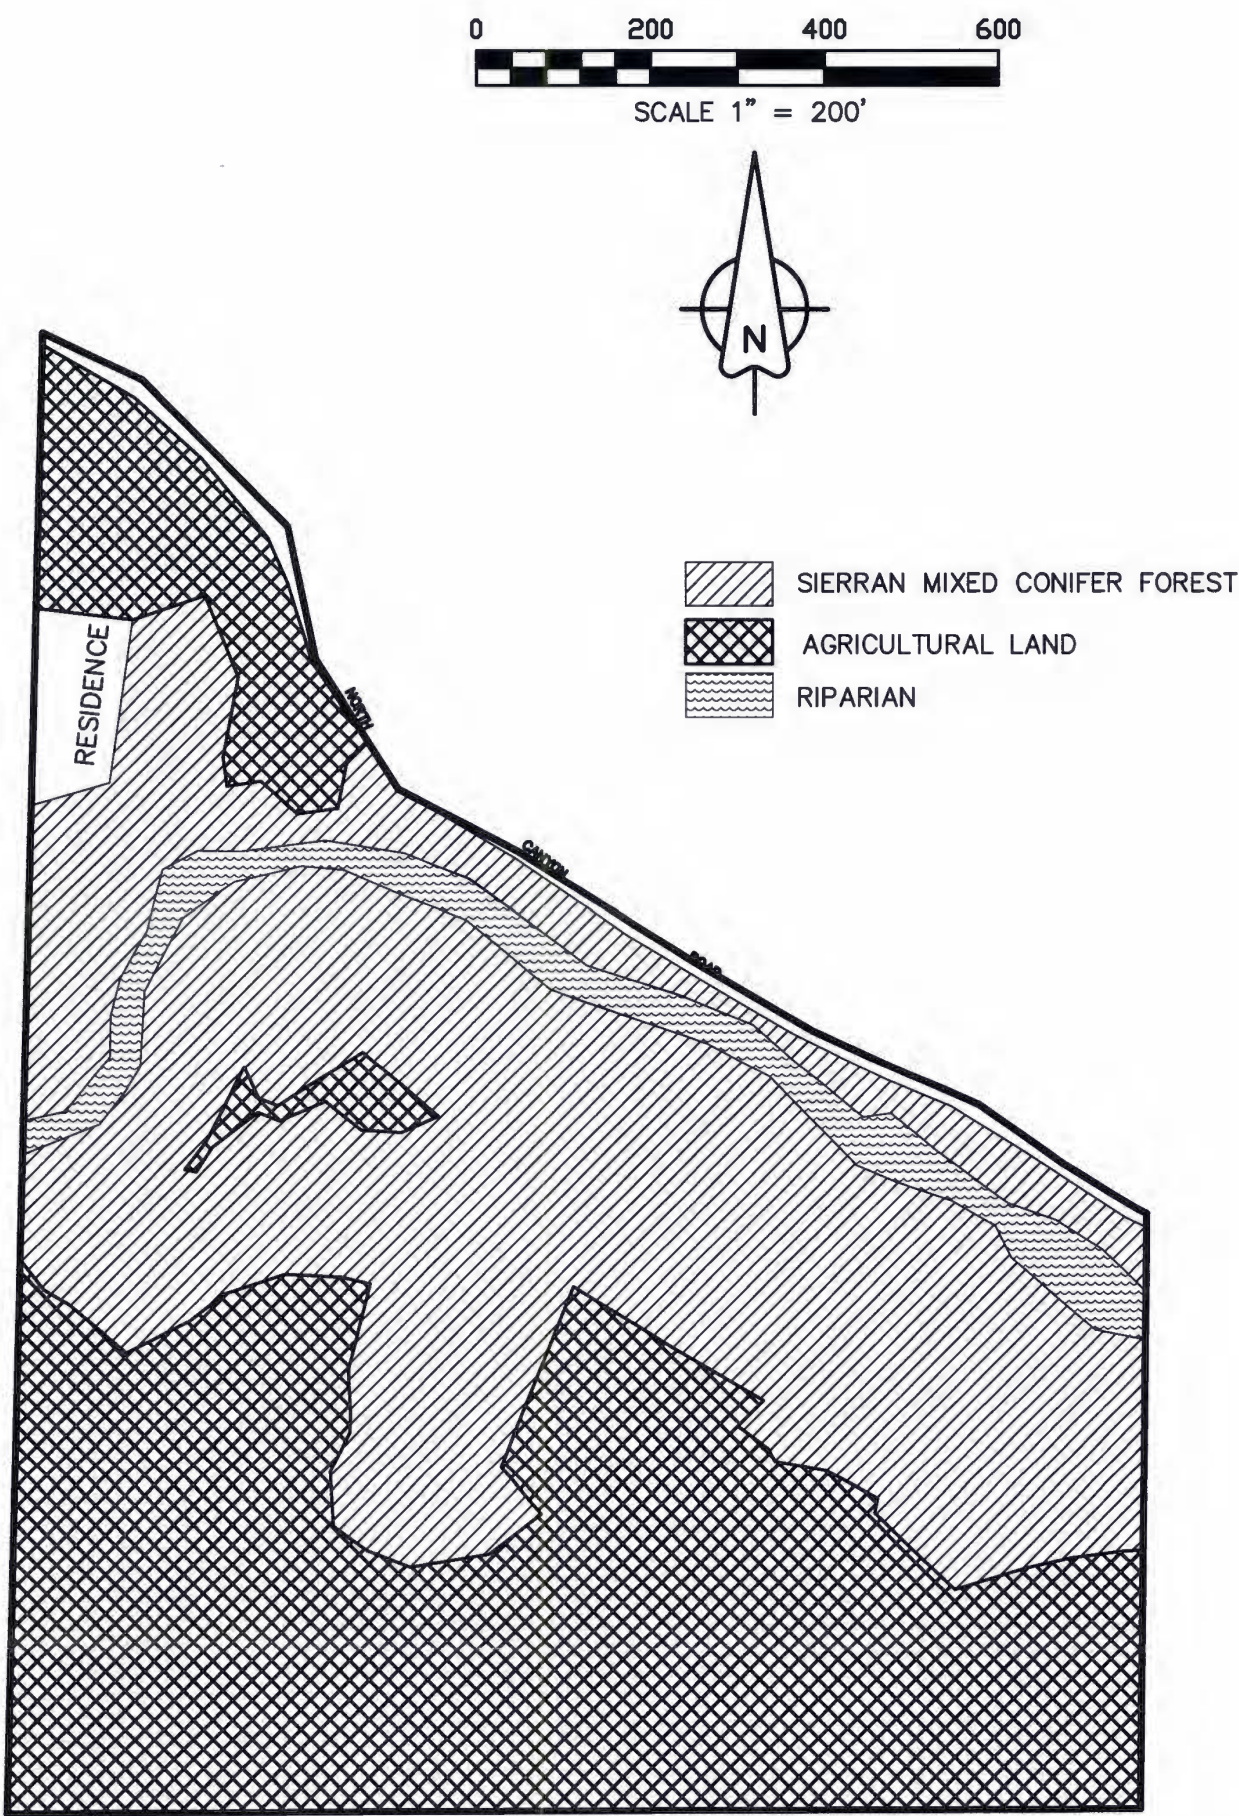 0 200 400 600
SCALE 1" = 200'
N
SIERRAN MIXED CONIFER FOREST
AGRICULTURAL LAND
RIPARIAN
RESIDENCE
NORTH
CANYON
ROAD